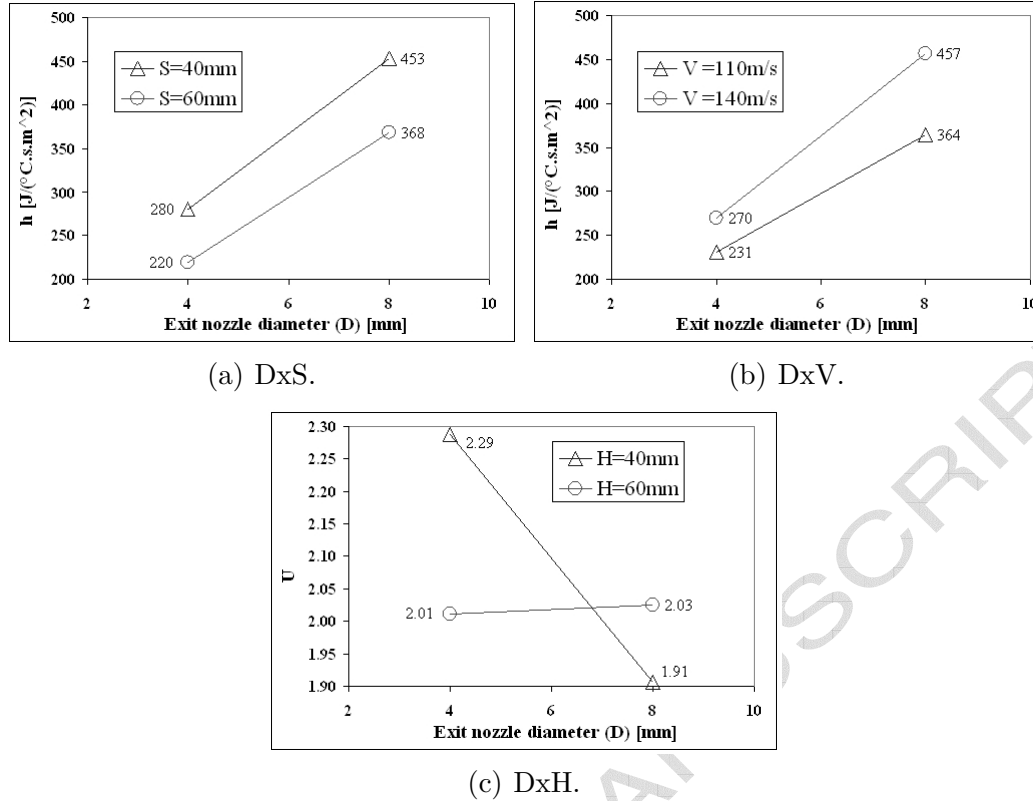 500
450
400
350
300
250
200
h [J/(°C.s.m^2)]
S=40mm
S=60mm
453
368
280
220
2 4 6 8 10
Exit nozzle diameter (D) [mm]
(a) DxS.
500
450
400
350
300
250
200
h [J/(°C.s.m^2)]
V =110m/s
V =140m/s
457
364
270
231
2 4 6 8 10
Exit nozzle diameter (D) [mm]
(b) DxV.
2.30
2.25
2.20
2.15
2.10
2.05
2.00
1.95
1.90
U
H=40mm
H=60mm
2.29
2.01
2.03
1.91
2 4 6 8 10
Exit nozzle diameter (D) [mm]
(c) DxH.